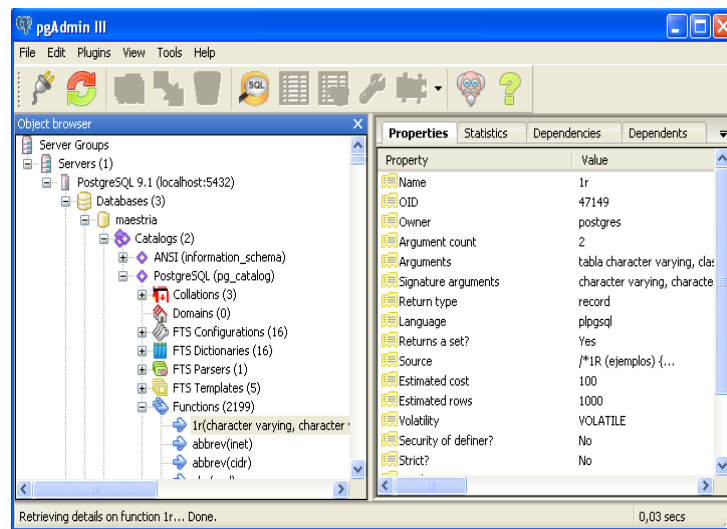 pgAdmin III
File Edit Plugins View Tools Help
SQL
Object browser X
Server Groups
Servers (1)
PostgreSQL 9.1 (localhost:5432)
Databases (3)
maestria
Catalogs (2)
ANSI (information_schema)
PostgreSQL (pg_catalog)
Collations (3)
Domains (0)
FTS Configurations (16)
FTS Dictionaries (16)
FTS Parsers (1)
FTS Templates (5)
Functions (2199)
1r(character varying, character
abbrev(inet)
abbrev(cidr)
Properties Statistics Dependencies Dependents
Property Value
Name 1r
OID 47149
Owner postgres
Argument count 2
Arguments tabla character varying, clas
Signature arguments character varying, characte
Return type record
Language plpgsql
Returns a set? Yes
Source /*1R (ejemplos) {...
Estimated cost 100
Estimated rows 1000
Volatility VOLATILE
Security of definer? No
Strict? No
Retrieving details on function 1r... Done. 0,03 secs